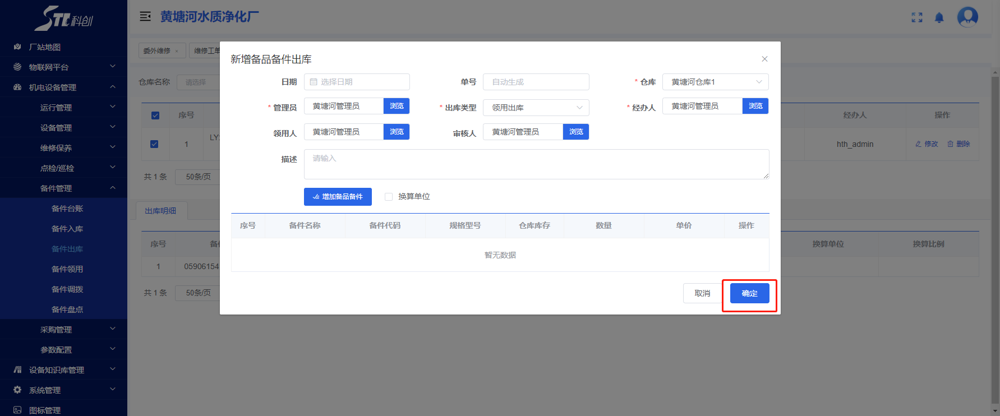 STL科创
黄塘河水质净化厂
厂站地图
物联网平台
机电设备管理
运行管理
设备管理
维修保养
点检/巡检
备件管理
备件台账
备件入库
备件出库
备件领用
备件调拨
备件盘点
采购管理
参数配置
设备知识库管理
系统管理
图标管理
委外维修 ×
维修工单
仓库名称 请选择
序号 经办人 操作
1 LY: hth_admin 修改 删除
共 1 条 50条/页
出库明细
序号 备 换算单位 换算比例
1 05906154
共 1 条 50条/页
新增备品备件出库
日期 选择日期 单号 自动生成 * 仓库 黄塘河仓库1
* 管理员 黄塘河管理员 浏览 * 出库类型 领用出库 * 经办人 黄塘河管理员 浏览
领用人 黄塘河管理员 浏览 审核人 黄塘河管理员 浏览
描述 请输入
增加备品备件 换算单位
序号 备件名称 备件代码 规格型号 仓库库存 数量 单价 操作
暂无数据
取消 确定